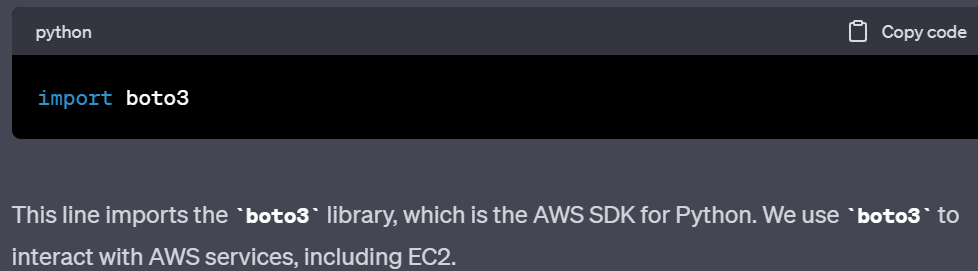 python Copy code
import boto3
This line imports the `boto3` library, which is the AWS SDK for Python. We use `boto3` to
interact with AWS services, including EC2.